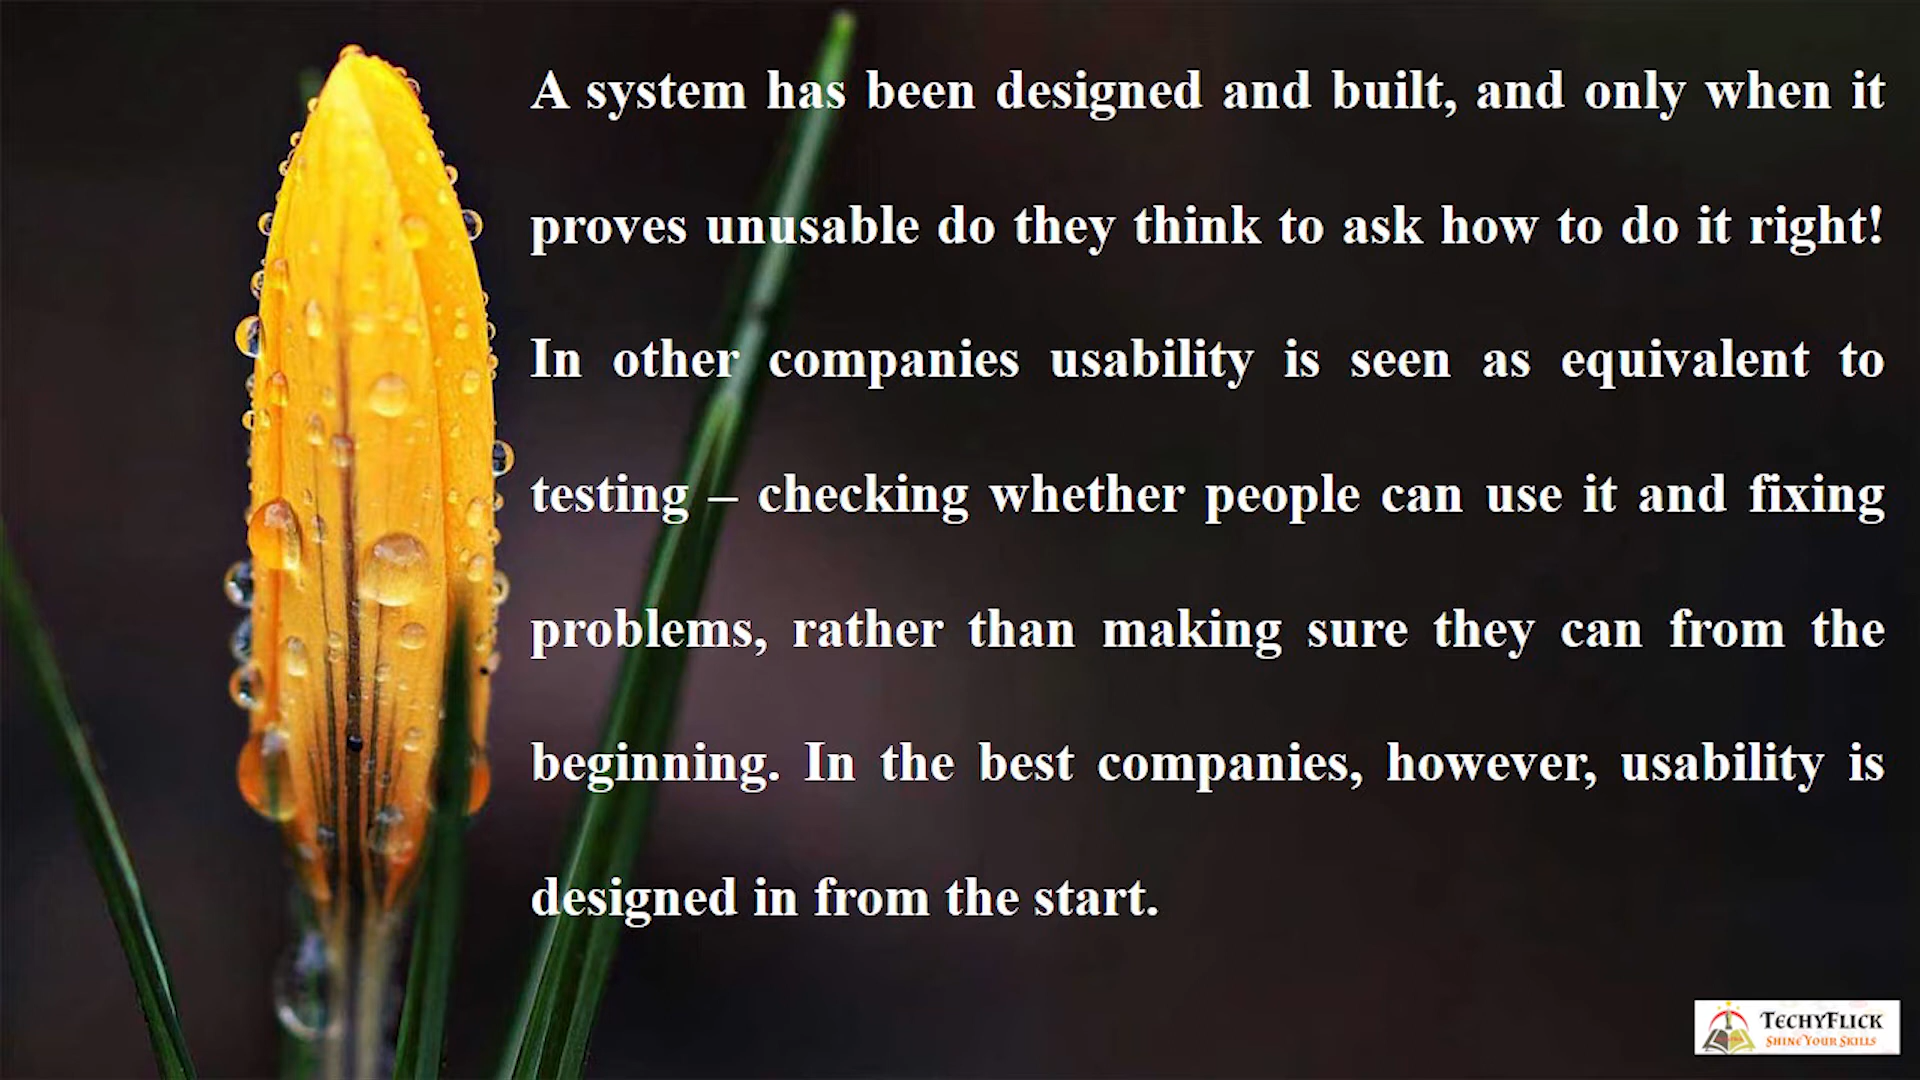 A system has been designed and built, and only when it
proves unusable do they think to ask how to do it right!
In other companies usability is seen as equivalent to
testing – checking whether people can use it and fixing
problems, rather than making sure they can from the
beginning. In the best companies, however, usability is
designed in from the start.
TECHYFLICK
SHINE YOUR SKILLS